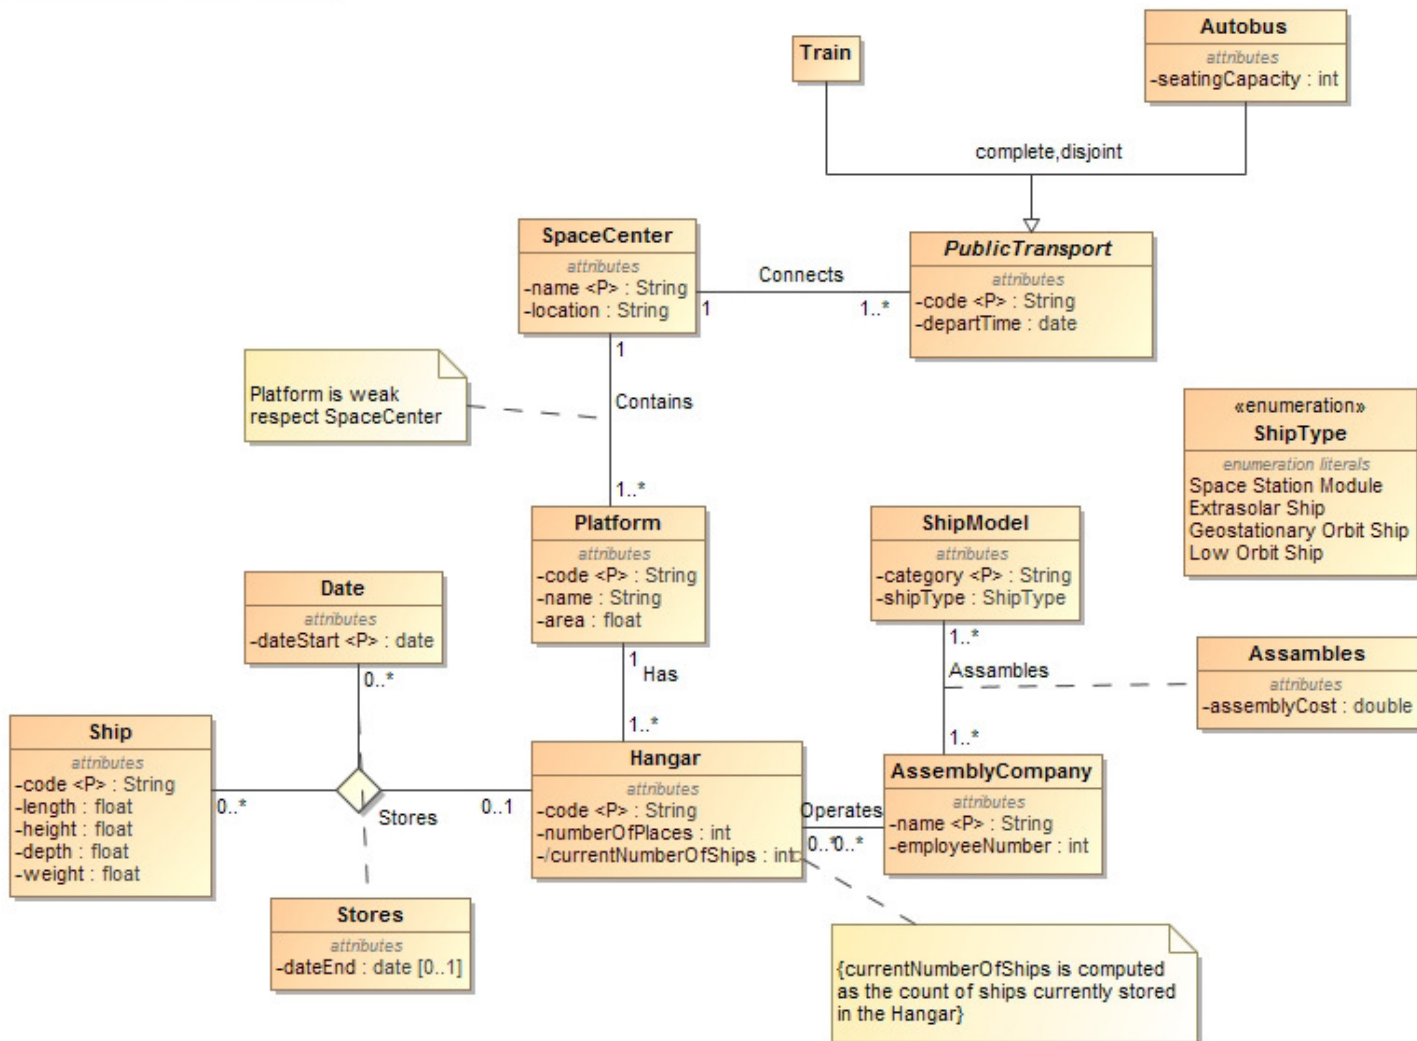 Train
Autobus
attributes
-seatingCapacity : int
complete,disjoint
SpaceCenter
attributes
-name <P> : String
-location : String
Connects
1
1..*
PublicTransport
attributes
-code <P> : String
-departTime : date
1
Platform is weak
respect SpaceCenter
Contains
1..*
«enumeration»
ShipType
enumeration literals
Space Station Module
Extrasolar Ship
Geostationary Orbit Ship
Low Orbit Ship
Platform
attributes
-code <P> : String
-name : String
-area : float
ShipModel
attributes
-category <P> : String
-shipType : ShipType
Date
attributes
-dateStart <P> : date
0..*
1
Has
1..*
1..*
Assambles
1..*
Assambles
attributes
-assemblyCost : double
Ship
attributes
-code <P> : String
-length : float
-height : float
-depth : float
-weight : float
0..*
Stores
0..1
Hangar
attributes
-code <P> : String
-numberOfPlaces : int
-/currentNumberOfShips : int
Operates
0..*
0..*
AssemblyCompany
attributes
-name <P> : String
-employeeNumber : int
Stores
attributes
-dateEnd : date [0..1]
{currentNumberOfShips is computed
as the count of ships currently stored
in the Hangar}